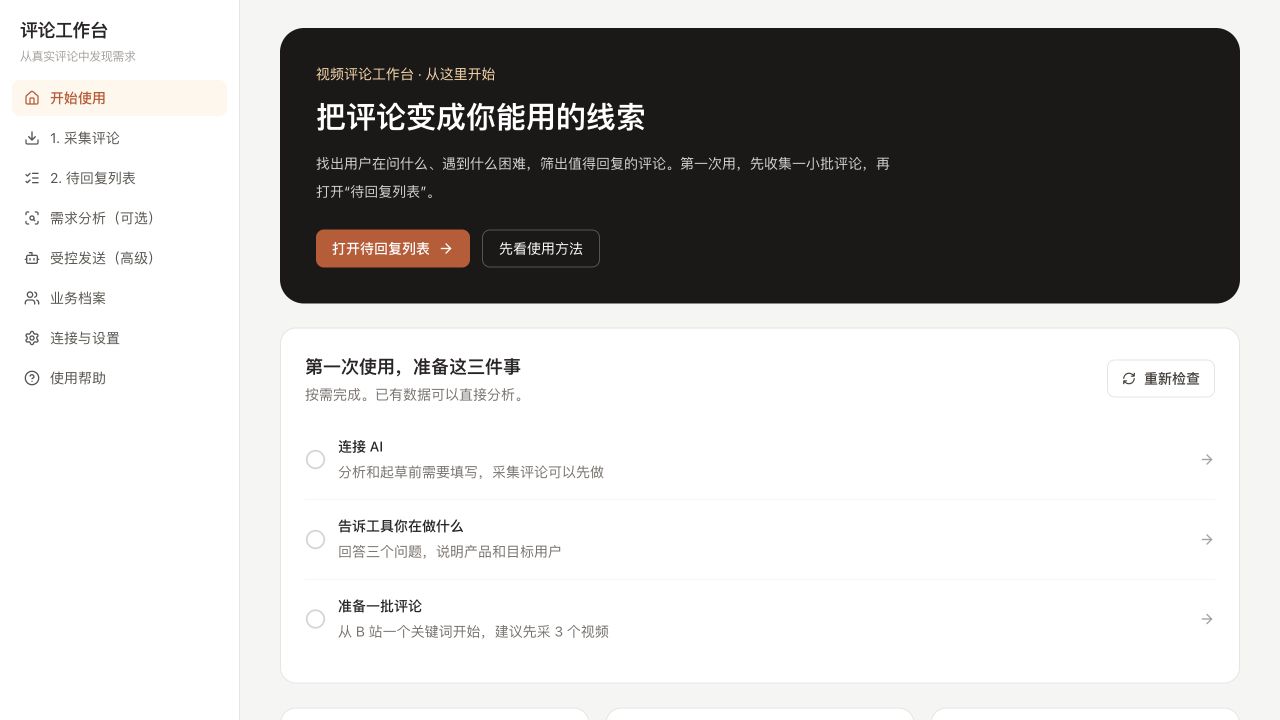 评论工作台
从真实评论中发现需求
开始使用
1. 采集评论
2. 待回复列表
需求分析（可选）
受控发送（高级）
业务档案
连接与设置
使用帮助
视频评论工作台 · 从这里开始
把评论变成你能用的线索
找出用户在问什么、遇到什么困难，筛出值得回复的评论。第一次用，先收集一小批评论，再
打开“待回复列表”。
打开待回复列表
先看使用方法
第一次使用，准备这三件事
按需完成。已有数据可以直接分析。
重新检查
连接 AI
分析和起草前需要填写，采集评论可以先做
告诉工具你在做什么
回答三个问题，说明产品和目标用户
准备一批评论
从 B 站一个关键词开始，建议先采 3 个视频